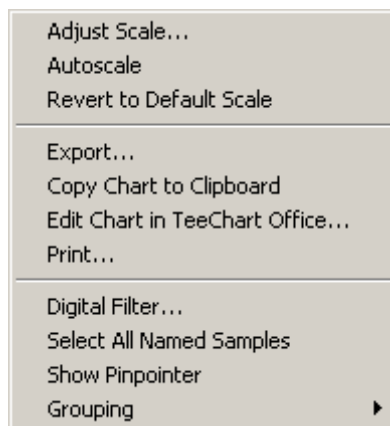 Adjust Scale...
Autoscale
Revert to Default Scale
Export...
Copy Chart to Clipboard
Edit Chart in TeeChart Office...
Print...
Digital Filter...
Select All Named Samples
Show Pinpointer
Grouping